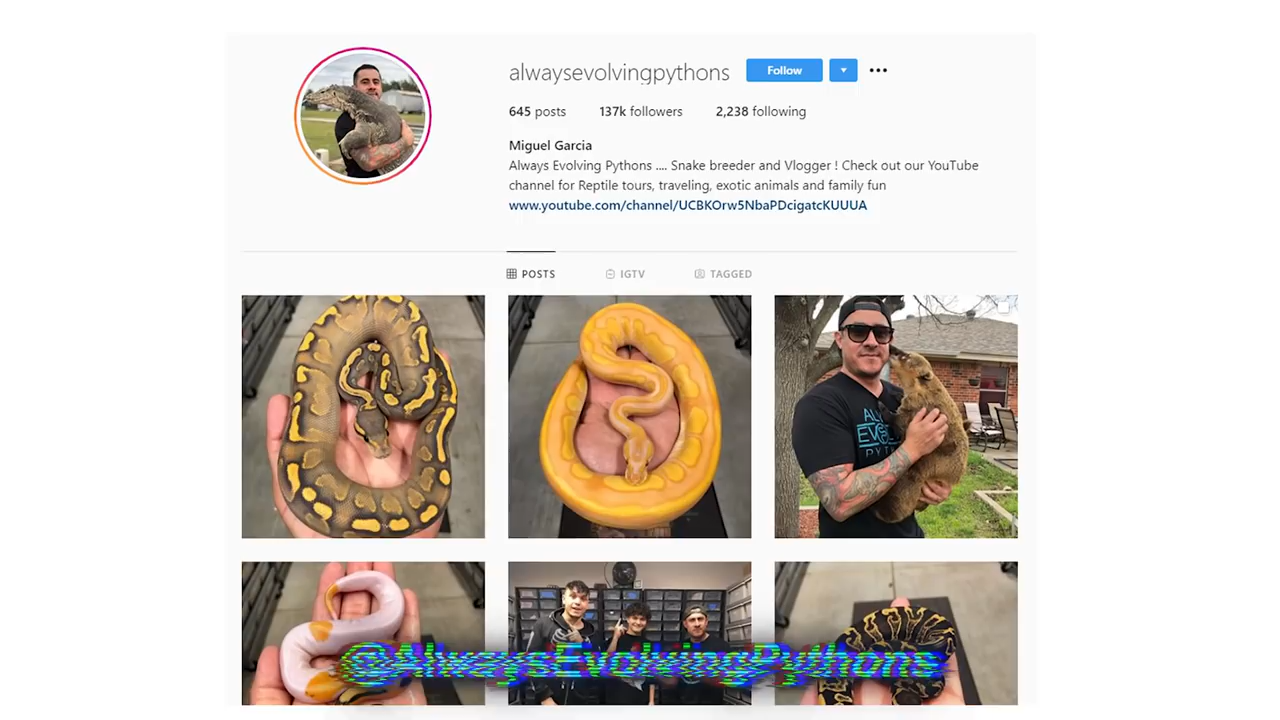 alwaysevolvingpythons
Follow
645 posts 137k followers 2,238 following
Miguel Garcia
Always Evolving Pythons .... Snake breeder and Vlogger ! Check out our YouTube
channel for Reptile tours, traveling, exotic animals and family fun
www.youtube.com/channel/UCBKOrw5NbaPDcigatcKUUUA
POSTS IGTV TAGGED
@AlwaysEvolvingPythons